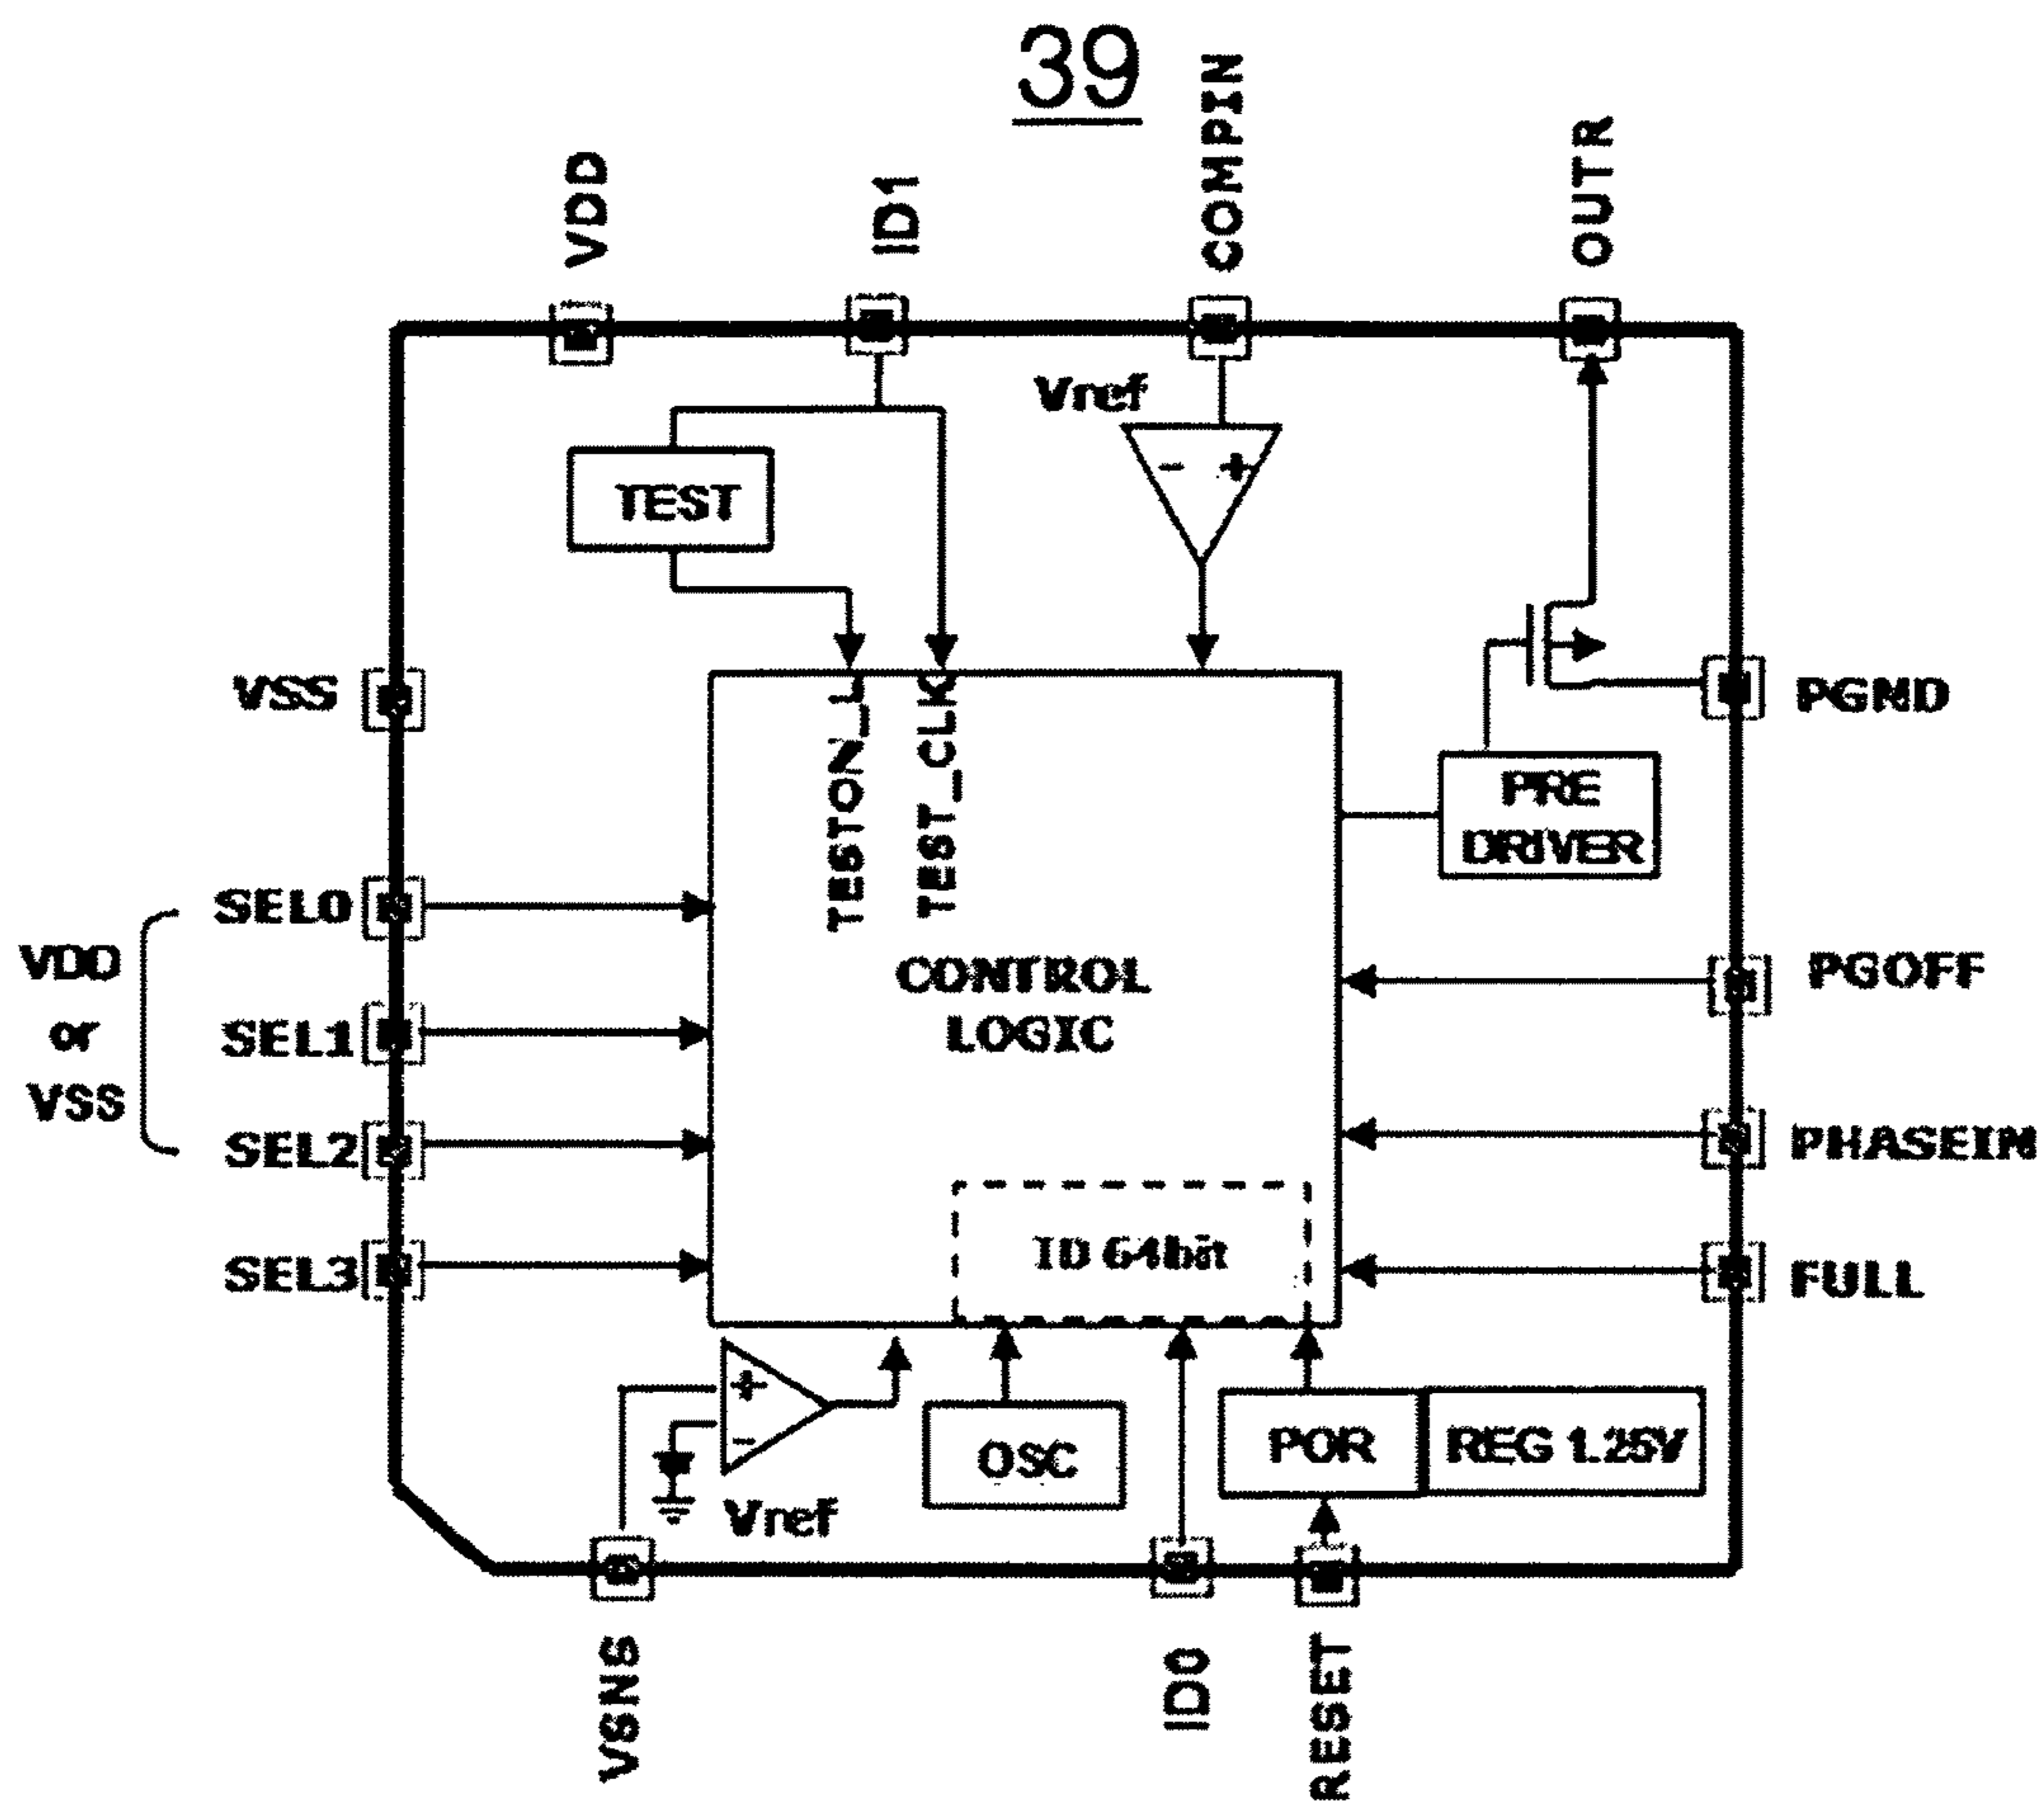 39
VDD
ID1
COMPIN
OUTR
Vref
- +
TEST
VSS
PGND
TESTON_L
TEST_CLK
PRE
DRIVER
SEL0
VDD
or
VSS
SEL1
SEL2
SEL3
CONTROL
LOGIC
PGOFF
PHASEIN
FULL
ID 64bit
+
-
Vref
OSC
POR
REG 1.25V
VSNS
ID0
RESET